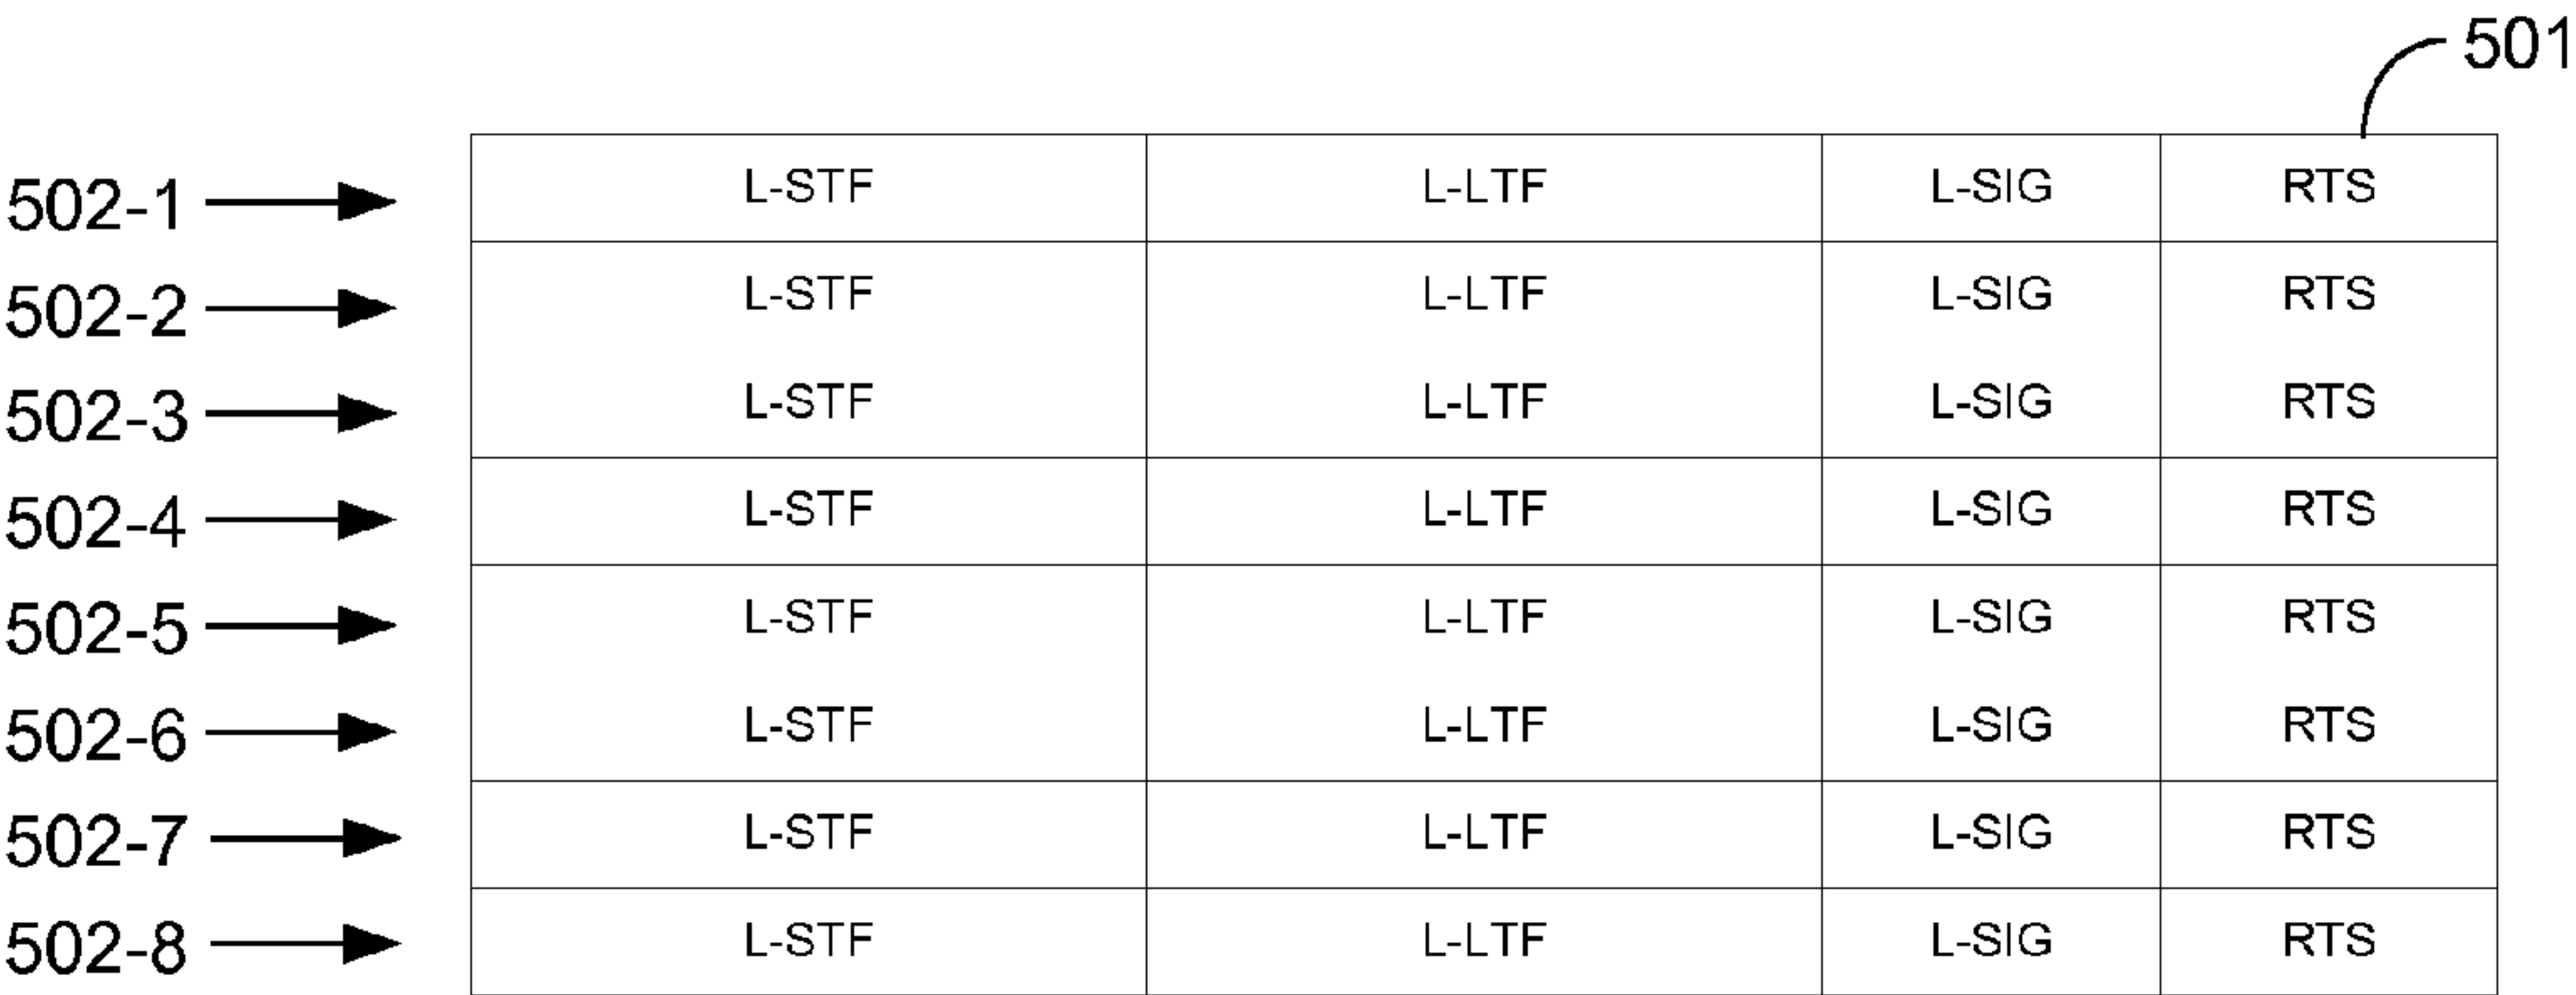 501
502-1 L-STF L-LTF L-SIG RTS
502-2 L-STF L-LTF L-SIG RTS
502-3 L-STF L-LTF L-SIG RTS
502-4 L-STF L-LTF L-SIG RTS
502-5 L-STF L-LTF L-SIG RTS
502-6 L-STF L-LTF L-SIG RTS
502-7 L-STF L-LTF L-SIG RTS
502-8 L-STF L-LTF L-SIG RTS